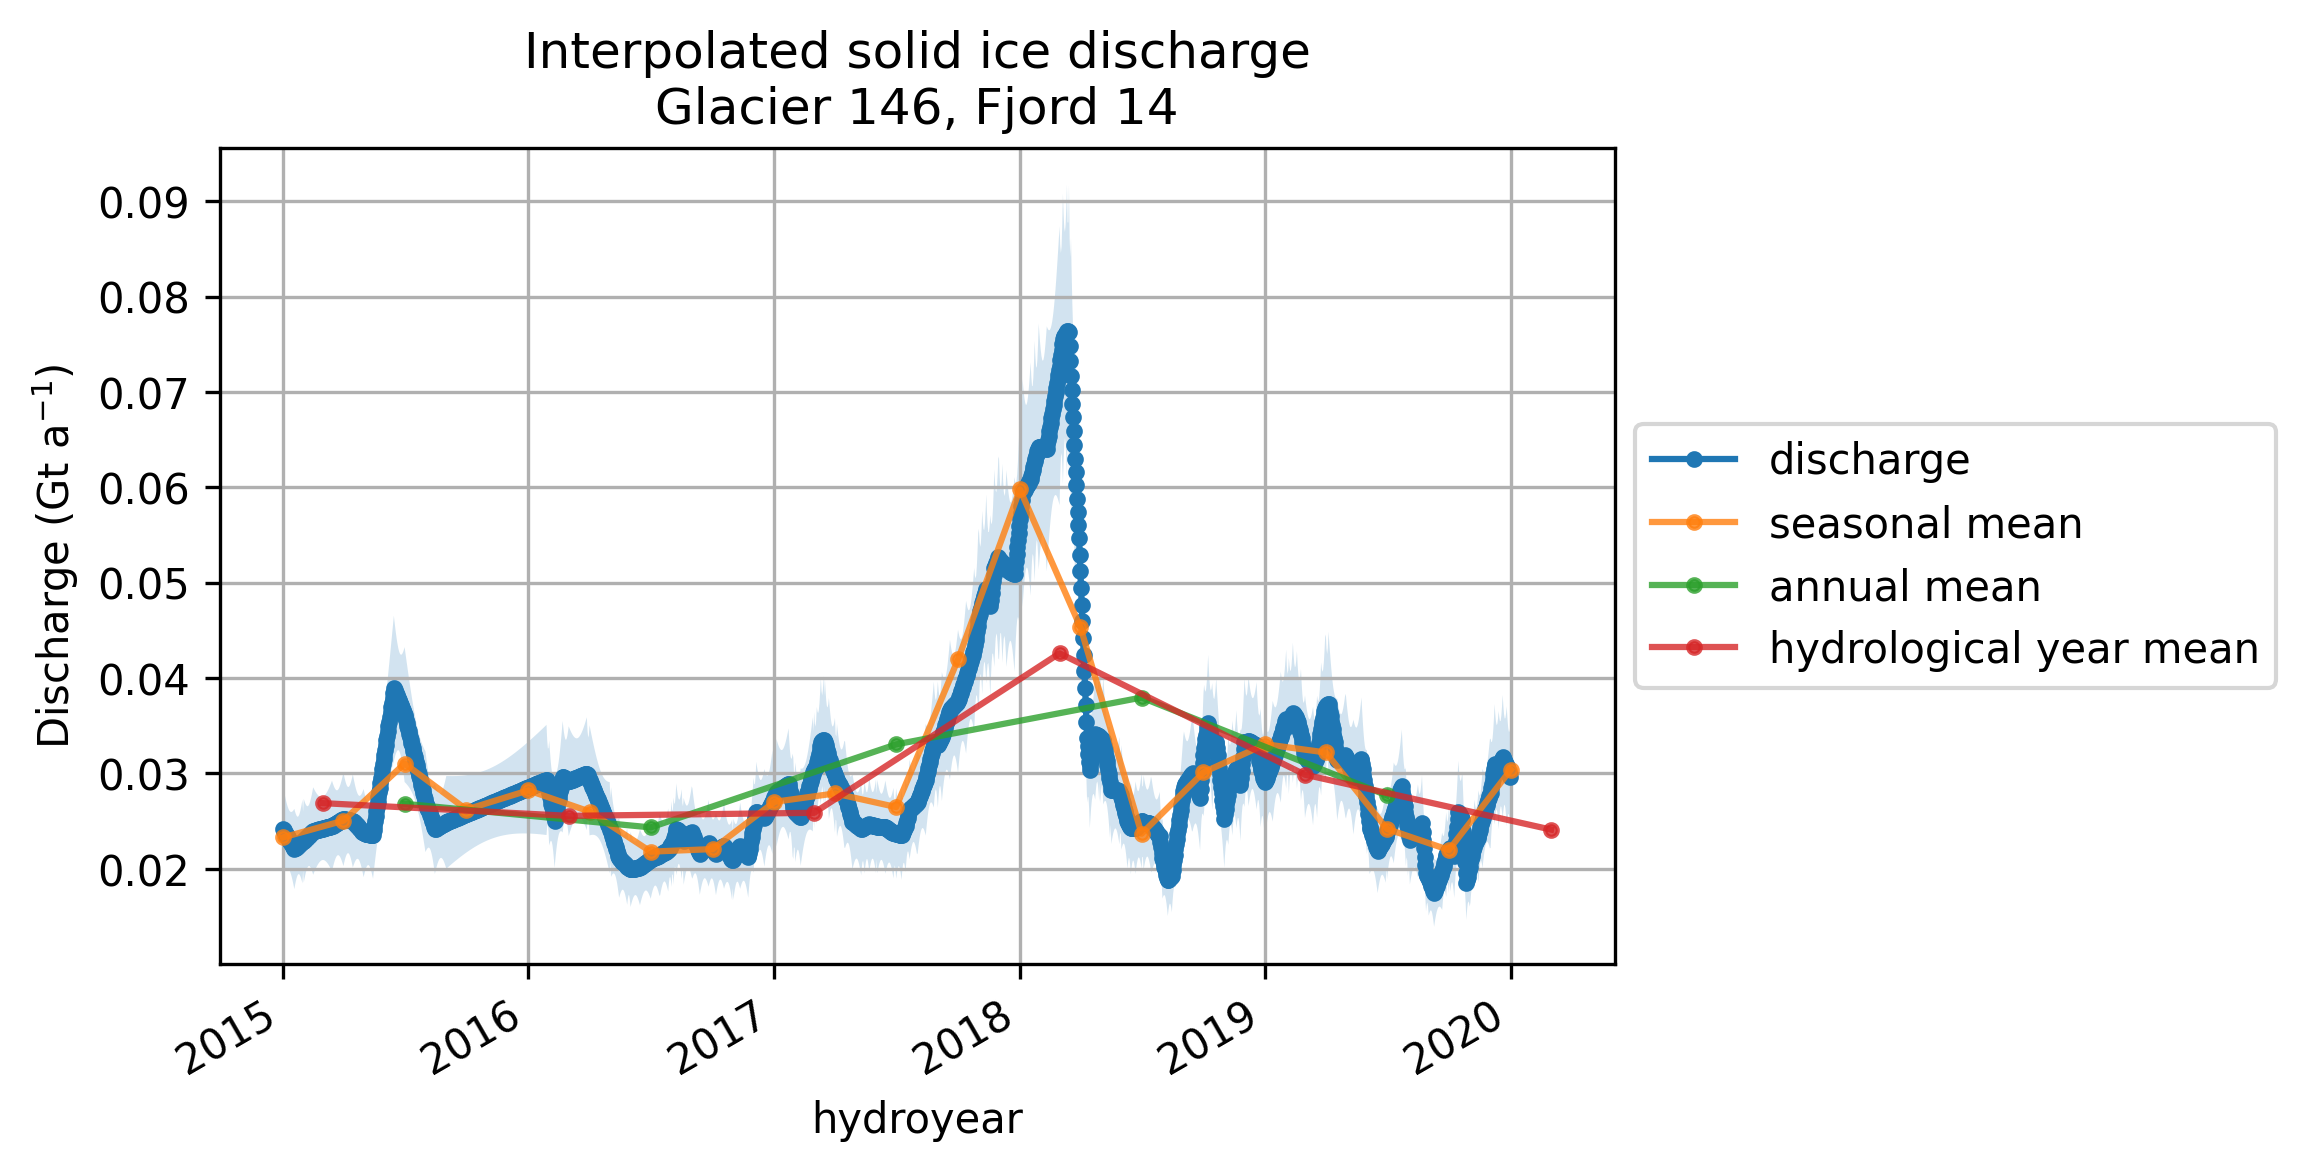 Interpolated solid ice discharge
Glacier 146, Fjord 14
Discharge (Gt a⁻¹)
0.09
0.08
0.07
0.06
0.05
0.04
0.03
0.02
2015
2016
2017
2018
2019
2020
hydroyear
discharge
seasonal mean
annual mean
hydrological year mean